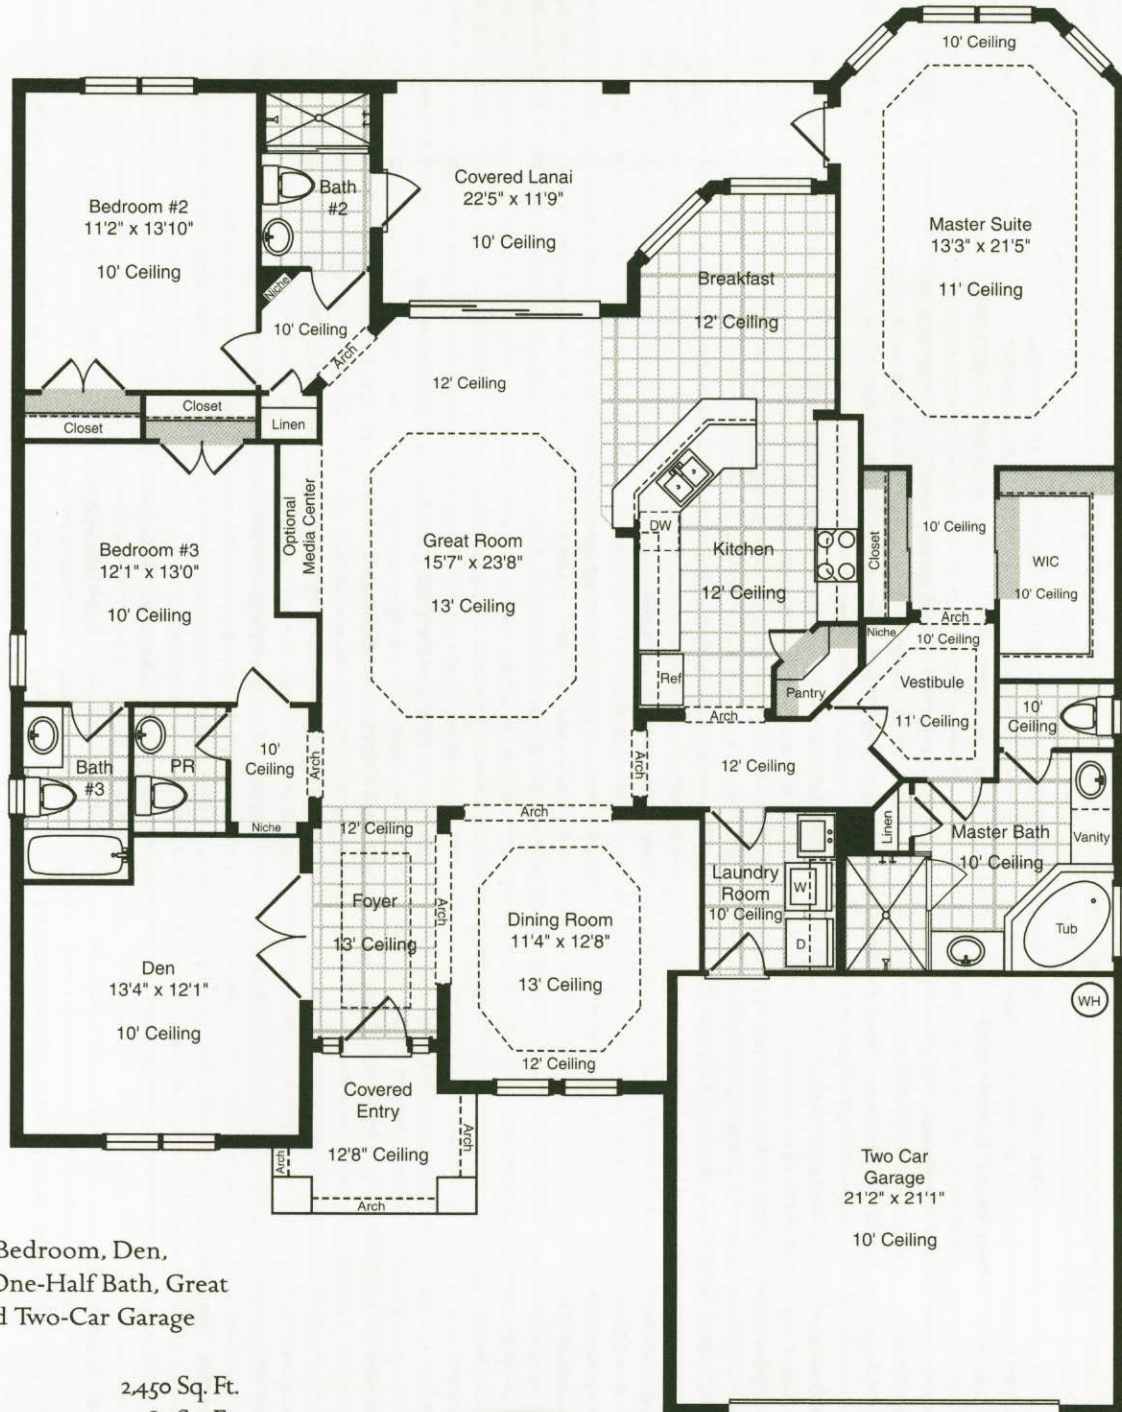 10' Ceiling
Master Suite
13'3" x 21'5"
11' Ceiling
Covered Lanai
22'5" x 11'9"
10' Ceiling
Bath
#2
Bedroom #2
11'2" x 13'10"
10' Ceiling
Niche
10' Ceiling
Arch
Breakfast
12' Ceiling
12' Ceiling
Closet
Closet
Linen
Optional
Media Center
Great Room
15'7" x 23'8"
13' Ceiling
DW
Kitchen
12' Ceiling
Ref
Pantry
Arch
Closet
10' Ceiling
WIC
10' Ceiling
Arch
Niche
10' Ceiling
Vestibule
11' Ceiling
10'
Ceiling
Bedroom #3
12'1" x 13'0"
10' Ceiling
Bath
#3
PR
10'
Ceiling
Arch
Niche
Arch
12' Ceiling
Arch
12' Ceiling
Foyer
13' Ceiling
Arch
Dining Room
11'4" x 12'8"
13' Ceiling
12' Ceiling
Laundry
Room
10' Ceiling
W
D
Linen
Master Bath
10' Ceiling
Vanity
Tub
Den
13'4" x 12'1"
10' Ceiling
Covered
Entry
12'8" Ceiling
Arch
Arch
Arch
WH
Two Car
Garage
21'2" x 21'1"
10' Ceiling
Bedroom, Den,
One-Half Bath, Great
d Two-Car Garage
2,450 Sq. Ft.